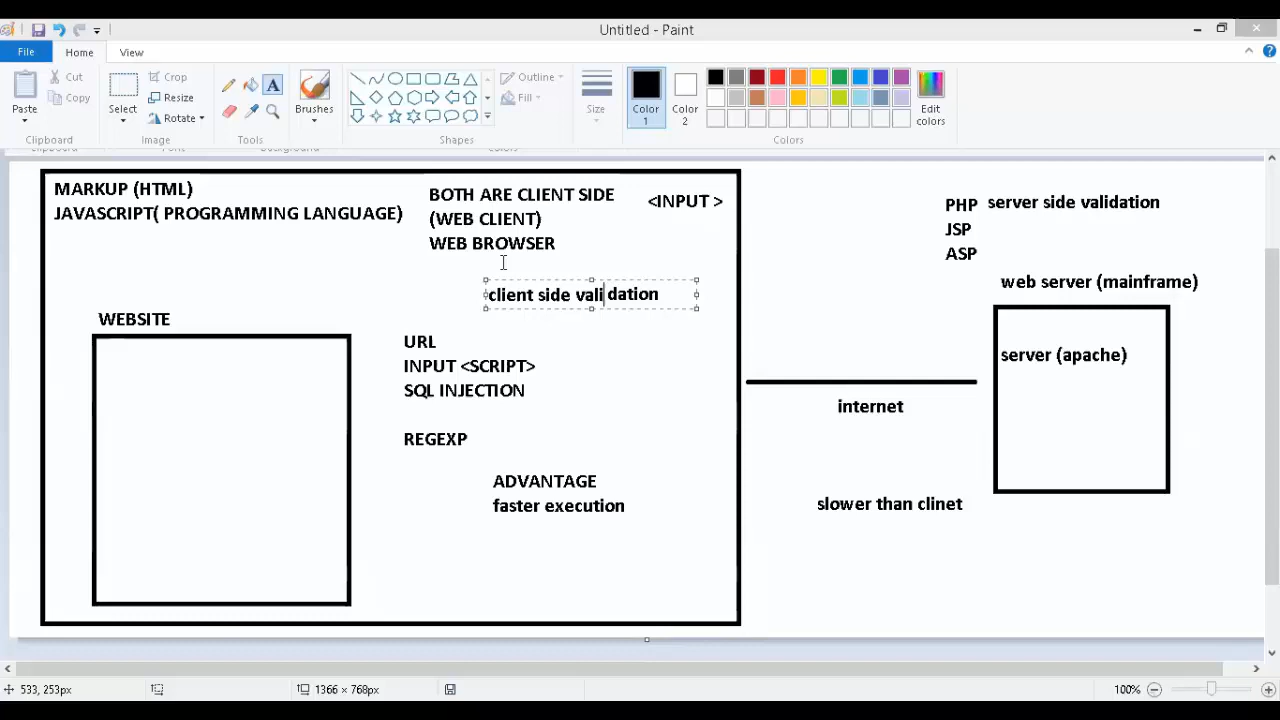 Untitled - Paint
File
Home
View
Paste
Cut
Copy
Clipboard
Select
Crop
Resize
Rotate
Image
A
Tools
Brushes
Shapes
Outline
Fill
Size
Color 1
Color 2
Edit colors
Colors
MARKUP (HTML)
JAVASCRIPT( PROGRAMMING LANGUAGE)
BOTH ARE CLIENT SIDE
(WEB CLIENT)
WEB BROWSER
<INPUT >
client side validation
WEBSITE
URL
INPUT <SCRIPT>
SQL INJECTION
REGEXP
ADVANTAGE
faster execution
PHP server side validation
JSP
ASP
web server (mainframe)
server (apache)
internet
slower than clinet
533, 253px
1366 × 768px
100%